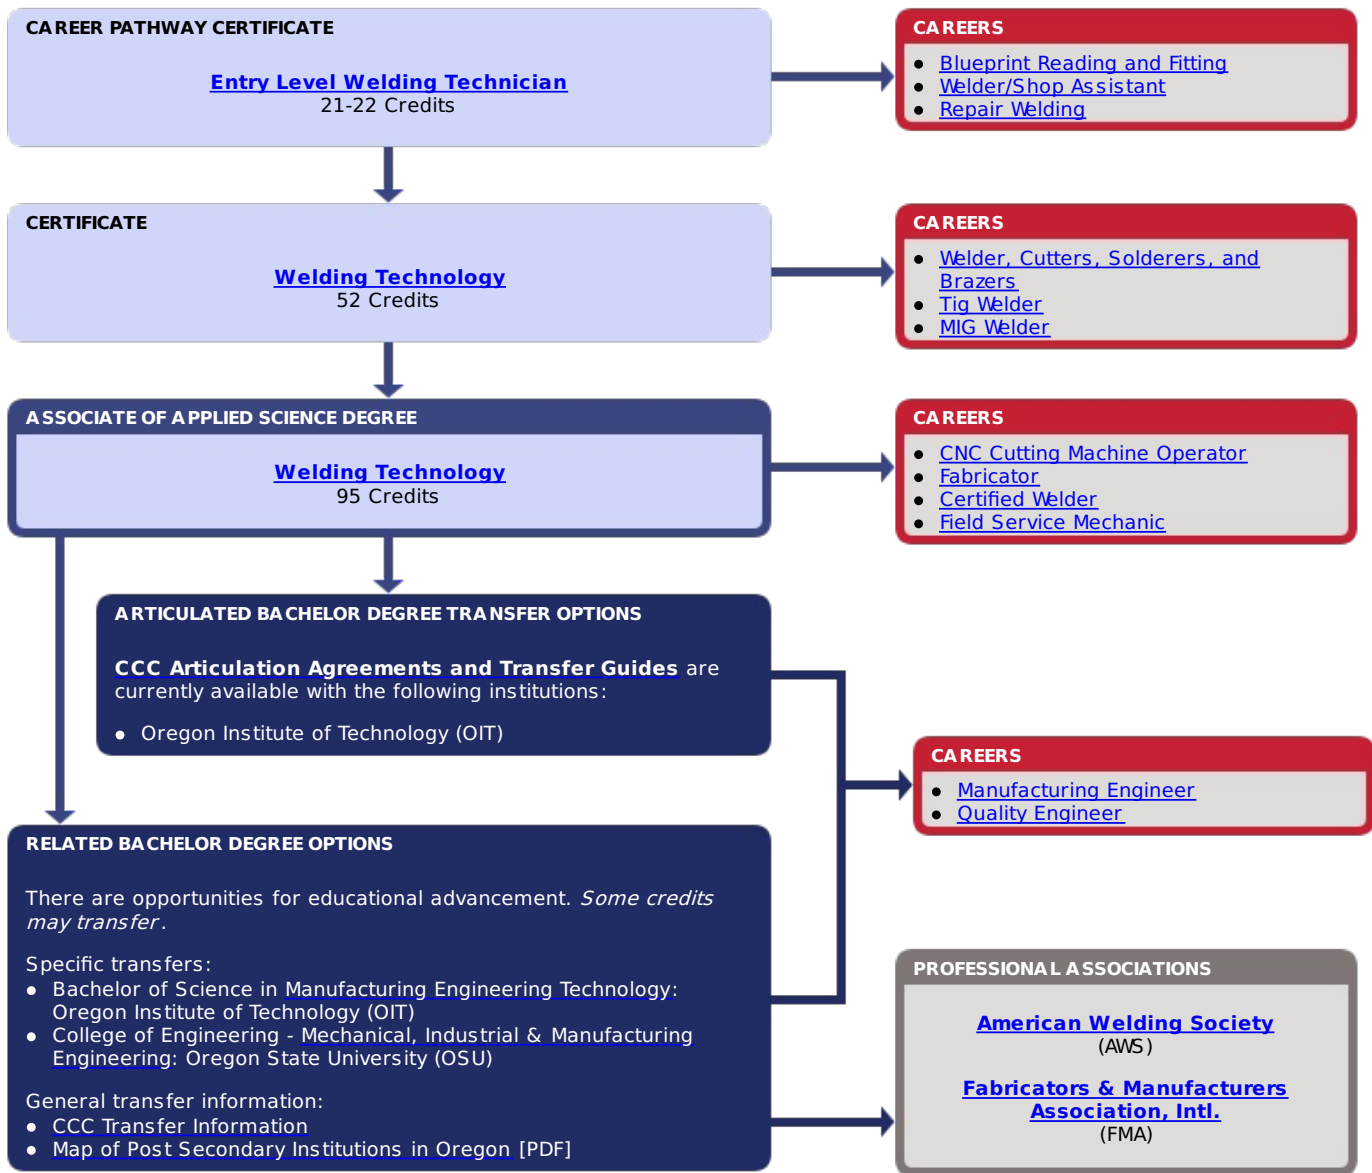 CAREER PATHWAY CERTIFICATE
Entry Level Welding Technician
21-22 Credits
CAREERS
Blueprint Reading and Fitting
Welder/Shop Assistant
Repair Welding
CERTIFICATE
Welding Technology
52 Credits
CAREERS
Welder, Cutters, Solderers, and
Brazers
Tig Welder
MIG Welder
ASSOCIATE OF APPLIED SCIENCE DEGREE
Welding Technology
95 Credits
CAREERS
CNC Cutting Machine Operator
Fabricator
Certified Welder
Field Service Mechanic
ARTICULATED BACHELOR DEGREE TRANSFER OPTIONS
CCC Articulation Agreements and Transfer Guides are
currently available with the following institutions:
Oregon Institute of Technology (OIT)
CAREERS
Manufacturing Engineer
Quality Engineer
RELATED BACHELOR DEGREE OPTIONS
There are opportunities for educational advancement. Some credits
may transfer.
Specific transfers:
Bachelor of Science in Manufacturing Engineering Technology:
Oregon Institute of Technology (OIT)
College of Engineering - Mechanical, Industrial & Manufacturing
Engineering: Oregon State University (OSU)
General transfer information:
CCC Transfer Information
Map of Post Secondary Institutions in Oregon [PDF]
PROFESSIONAL ASSOCIATIONS
American Welding Society
(AWS)
Fabricators & Manufacturers
Association, Intl.
(FMA)